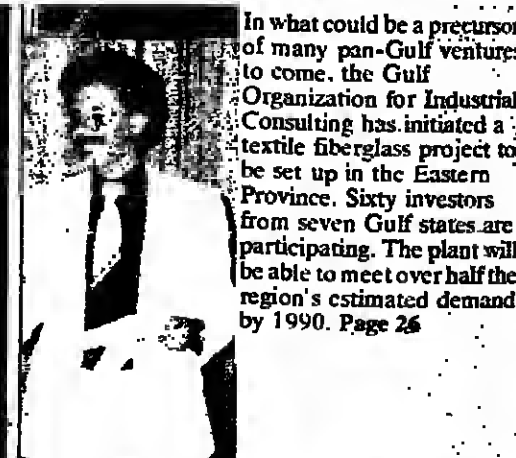 In what could be a precursor
of many pan-Gulf ventures
to come, the Gulf
Organization for Industrial
Consulting has initiated a
textile fiberglass project to
be set up in the Eastern
Province. Sixty investors
from seven Gulf states are
participating. The plant will
be able to meet over half the
region's estimated demand
by 1990. Page 26